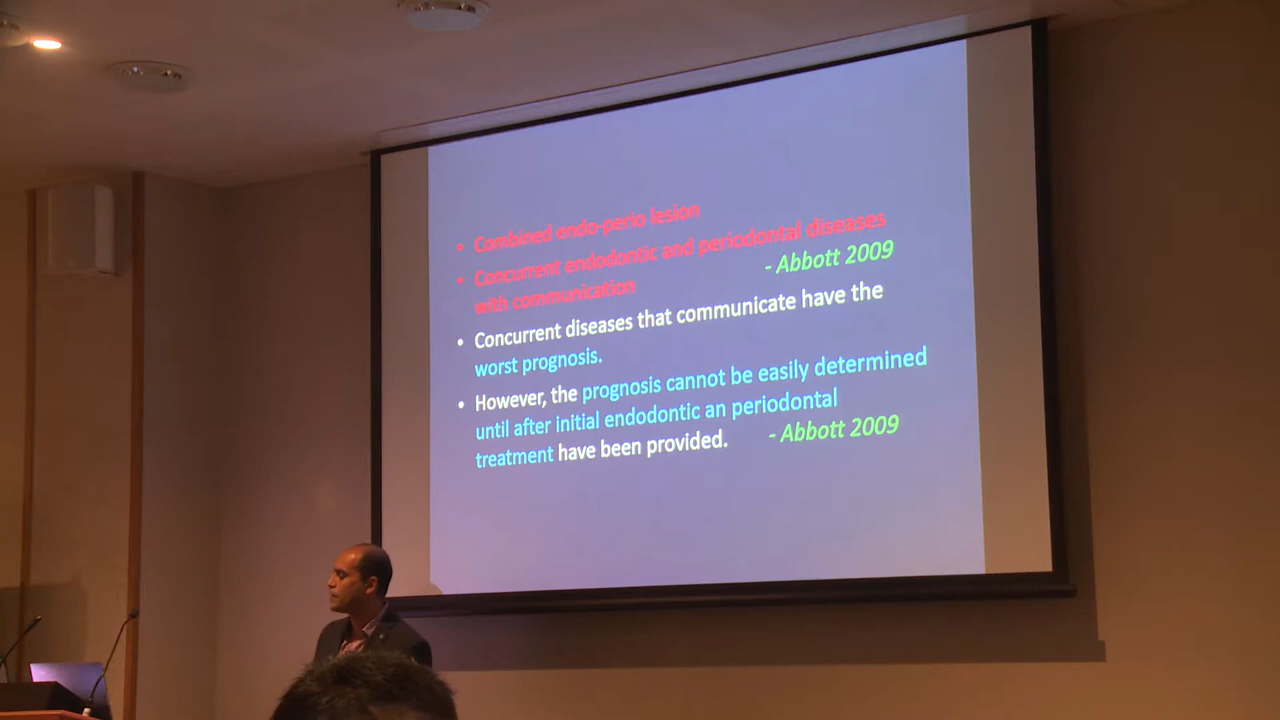 • Combined endo-perio lesion
• Concurrent endodontic and periodontal diseases
with communication - Abbott 2009
• Concurrent diseases that communicate have the
worst prognosis.
• However, the prognosis cannot be easily determined
until after initial endodontic an periodontal
treatment have been provided. - Abbott 2009